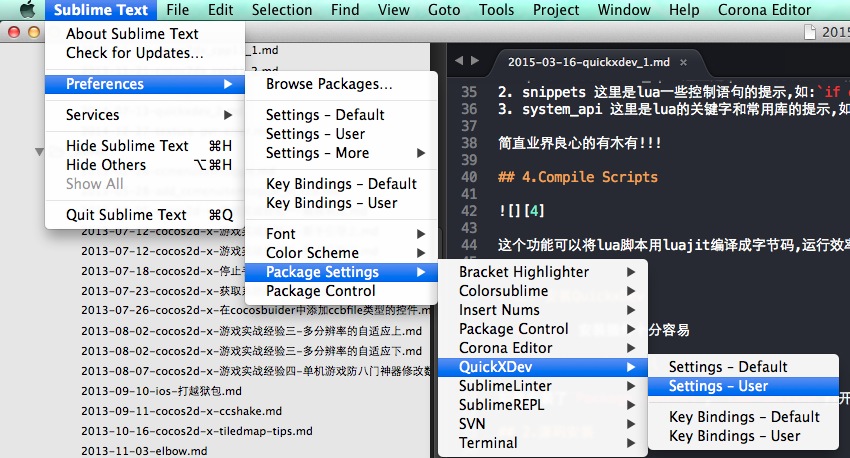 Sublime Text File Edit Selection Find View Goto Tools Project Window Help Corona Editor
About Sublime Text
Check for Updates…
Preferences
Services
Hide Sublime Text ⌘H
Hide Others ⌥⌘H
Show All
Quit Sublime Text ⌘Q
Browse Packages…
Settings – Default
Settings – User
Settings – More
Key Bindings – Default
Key Bindings – User
Font
Color Scheme
Package Settings
Package Control
Bracket Highlighter
Colorsublime
Insert Nums
Package Control
Corona Editor
QuickXDev
SublimeLinter
SublimeREPL
SVN
Terminal
Settings – Default
Settings – User
Key Bindings – Default
Key Bindings – User
2015
.md
2013-07-12-cocos2d-x-游戏实
2013-07-12-cocos2d-x-游戏实
2013-07-18-cocos2d-x-停止
2013-07-23-cocos2d-x-获取
2013-07-26-cocos2d-x-在cocosbuider中添加ccbfile类型的控件.md
2013-08-02-cocos2d-x-游戏实战经验三-多分辨率的自适应上.md
2013-08-02-cocos2d-x-游戏实战经验三-多分辨率的自适应下.md
2013-08-07-cocos2d-x-游戏实战经验四-单机游戏防八门神器修改数
2013-09-10-ios-打越狱包.md
2013-09-11-cocos2d-x-ccshake.md
2013-10-16-cocos2d-x-tiledmap-tips.md
2013-11-03-elbow.md
2015-03-16-quickxdev_1.md ×
35 2. snippets 这里是lua一些控制语句的提示,如:`if
36 3. system_api 这里是lua的关键字和常用库的提示,如
37
38 简直业界良心的有木有!!!
39
40 ## 4.Compile Scripts
41
42 ![][4]
43
44 这个功能可以将lua脚本用luajit编译成字节码,运行效率
分容易
开